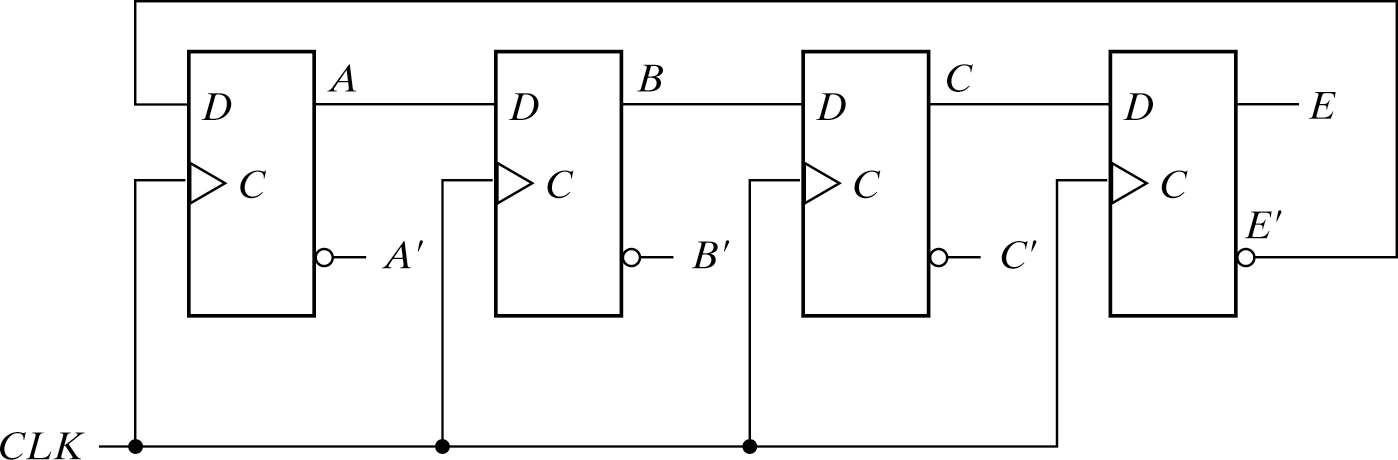 A B C
D D D D E
C C C C
E′
A′ B′ C′
CLK